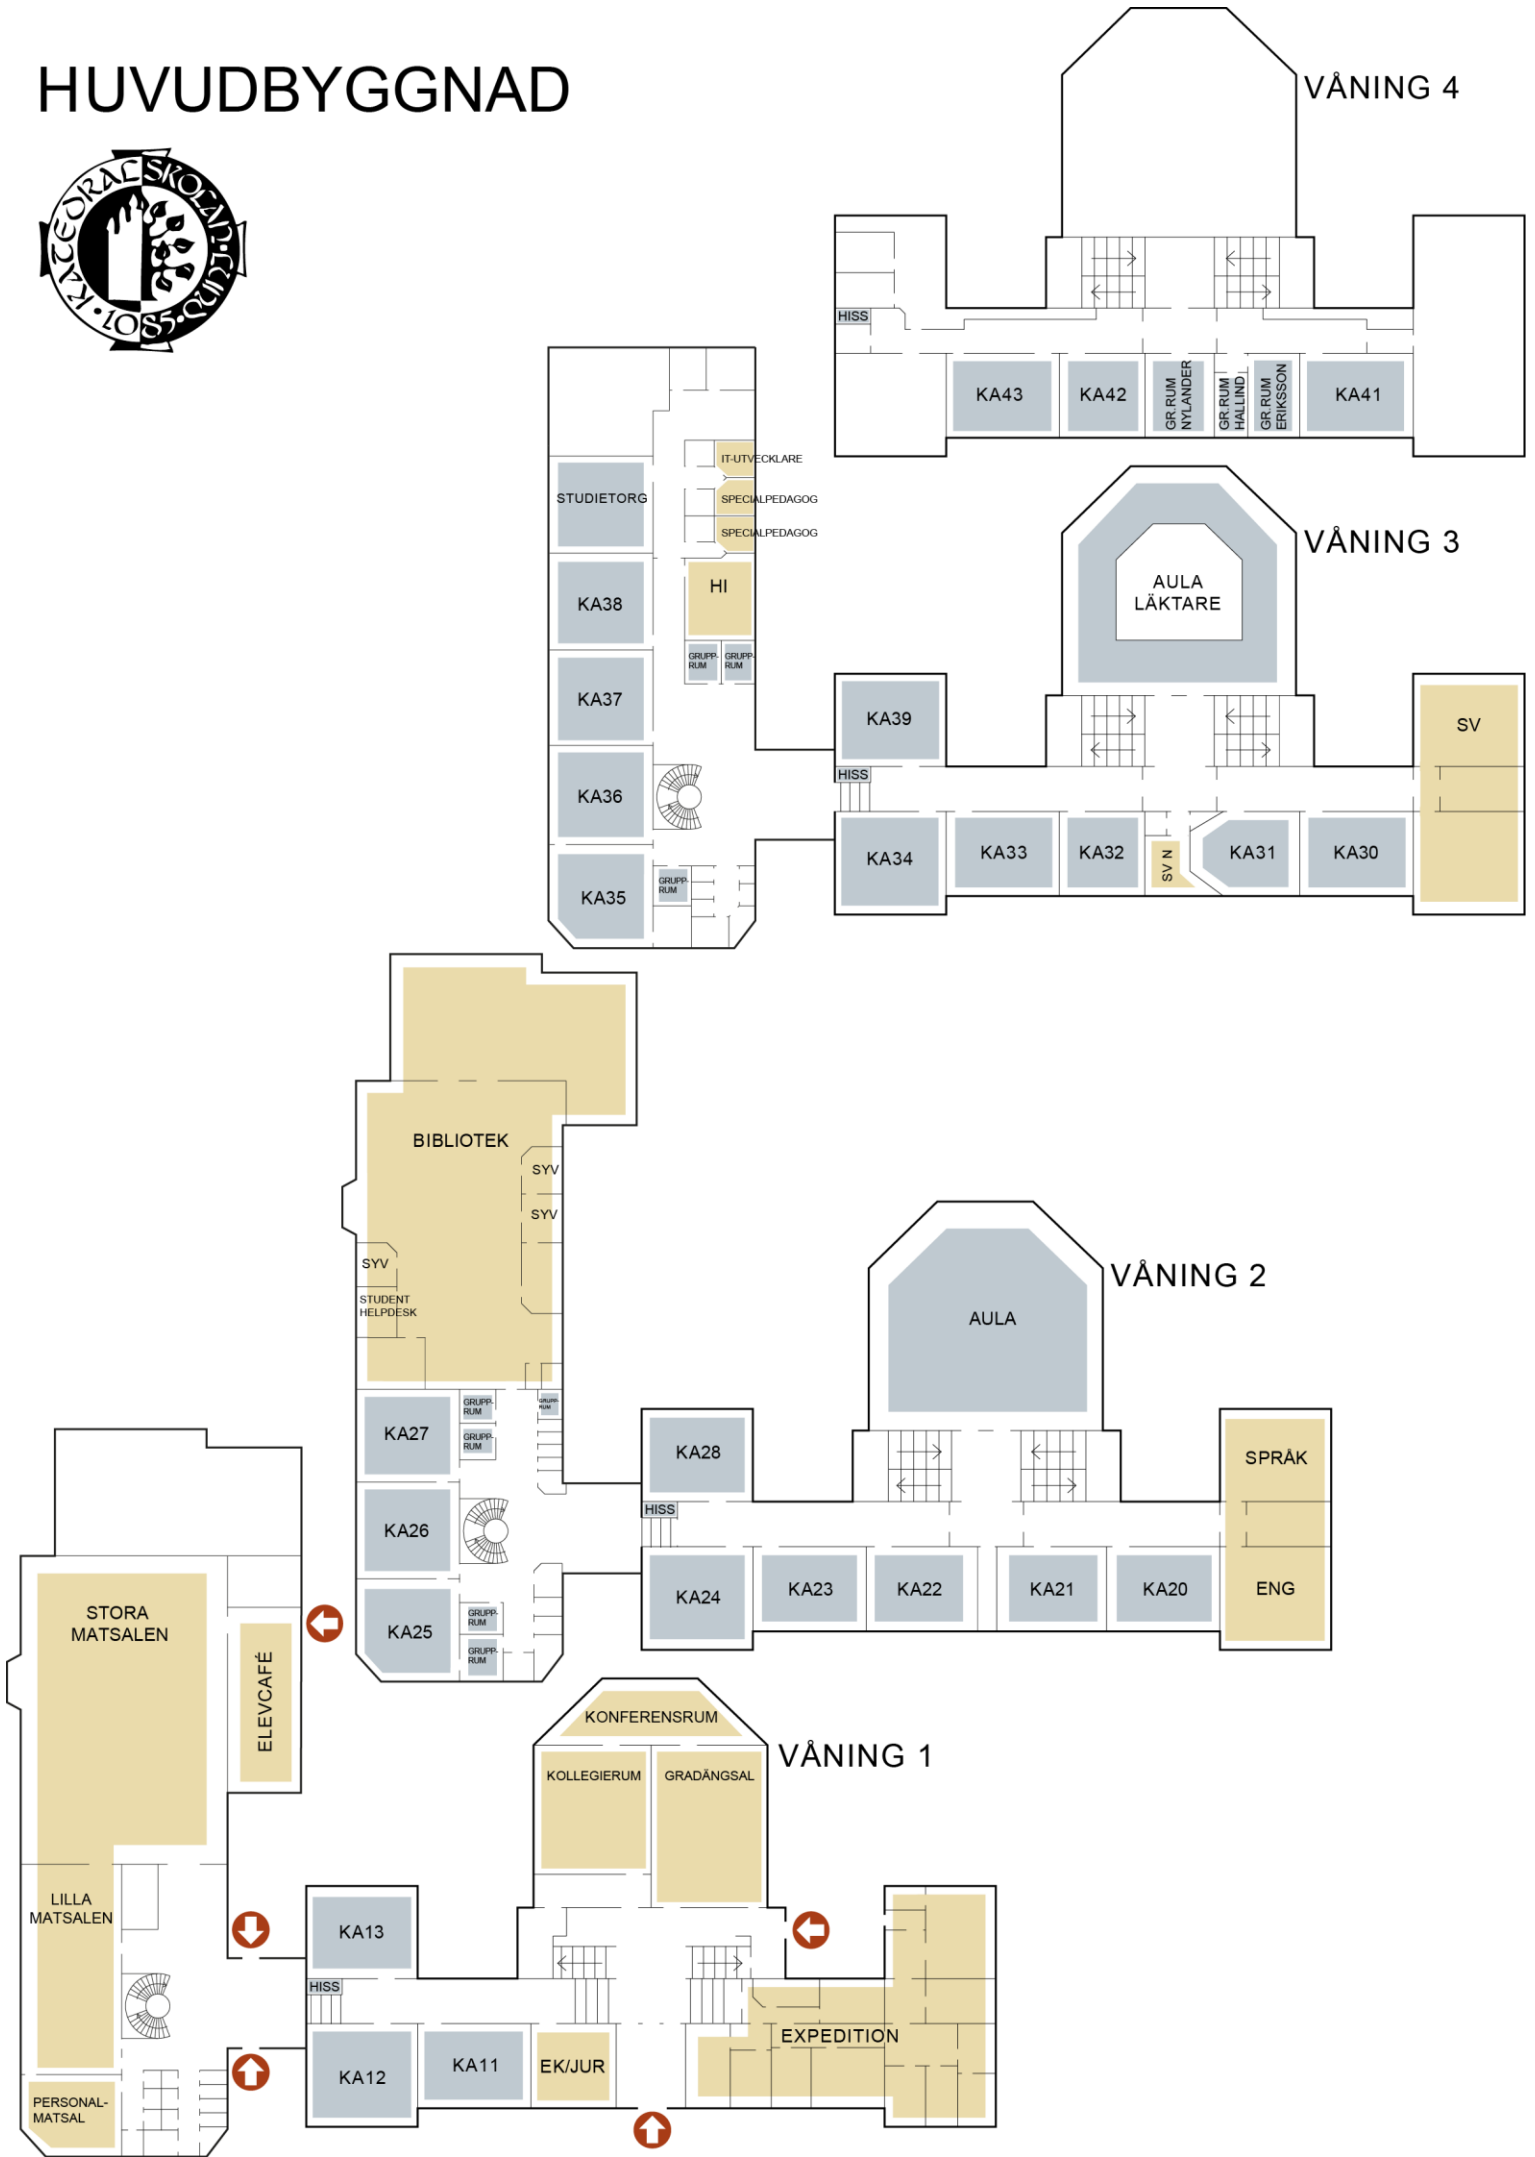 HUVUDBYGGNAD
KATEDRALSKOLAN·LUND·
·1085·
VÅNING 4
HISS
KA43
KA42
GR.RUM
NYLANDER
GR.RUM
HALLIND
GR.RUM
ERIKSSON
KA41
VÅNING 3
IT-UTVECKLARE
STUDIETORG
SPECIALPEDAGOG
SPECIALPEDAGOG
HI
KA38
GRUPP-
RUM
GRUPP-
RUM
KA37
KA36
KA35
GRUPP-
RUM
AULA
LÄKTARE
KA39
HISS
KA34
KA33
KA32
SV N
KA31
KA30
SV
VÅNING 2
BIBLIOTEK
SYV
SYV
SYV
STUDENT
HELPDESK
KA27
GRUPP-
RUM
GRUPP-
RUM
GRUPP-
RUM
KA26
KA25
GRUPP-
RUM
GRUPP-
RUM
AULA
KA28
HISS
KA24
KA23
KA22
KA21
KA20
SPRÅK
ENG
VÅNING 1
STORA
MATSALEN
ELEVCAFÉ
LILLA
MATSALEN
PERSONAL-
MATSAL
KONFERENSRUM
KOLLEGIERUM
GRADÄNGSAL
KA13
HISS
KA12
KA11
EK/JUR
EXPEDITION